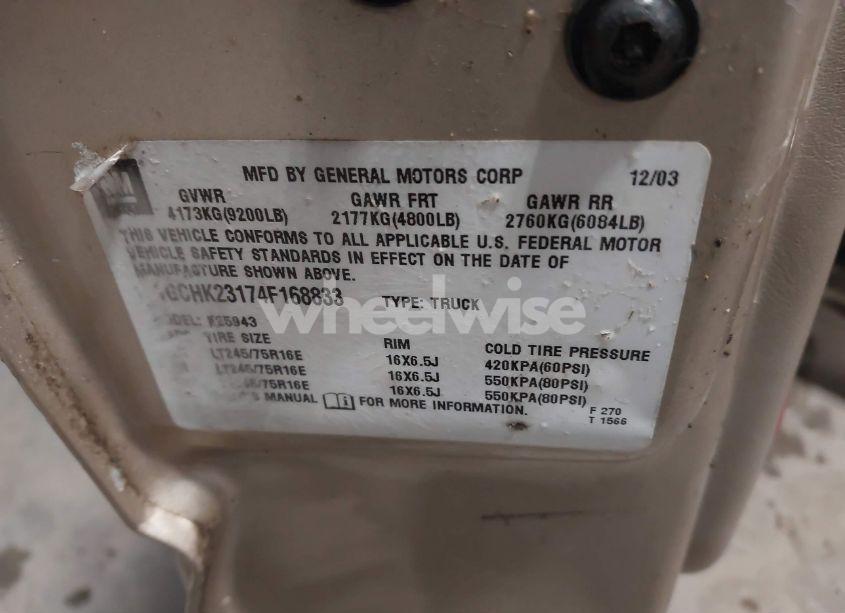 GM
MFD BY GENERAL MOTORS CORP 12/03
GVWR GAWR FRT GAWR RR
4173KG(9200LB) 2177KG(4800LB) 2760KG(6084LB)
THIS VEHICLE CONFORMS TO ALL APPLICABLE U.S. FEDERAL MOTOR
VEHICLE SAFETY STANDARDS IN EFFECT ON THE DATE OF
MANUFACTURE SHOWN ABOVE.
GCHK23174F168833 TYPE: TRUCK
wheelwise
MODEL: K25943
TIRE SIZE RIM COLD TIRE PRESSURE
LT245/75R16E 16X6.5J 420KPA(60PSI)
LT245/75R16E 16X6.5J 550KPA(80PSI)
/75R16E 16X6.5J 550KPA(80PSI)
MANUAL FOR MORE INFORMATION.
F 270
T 1566